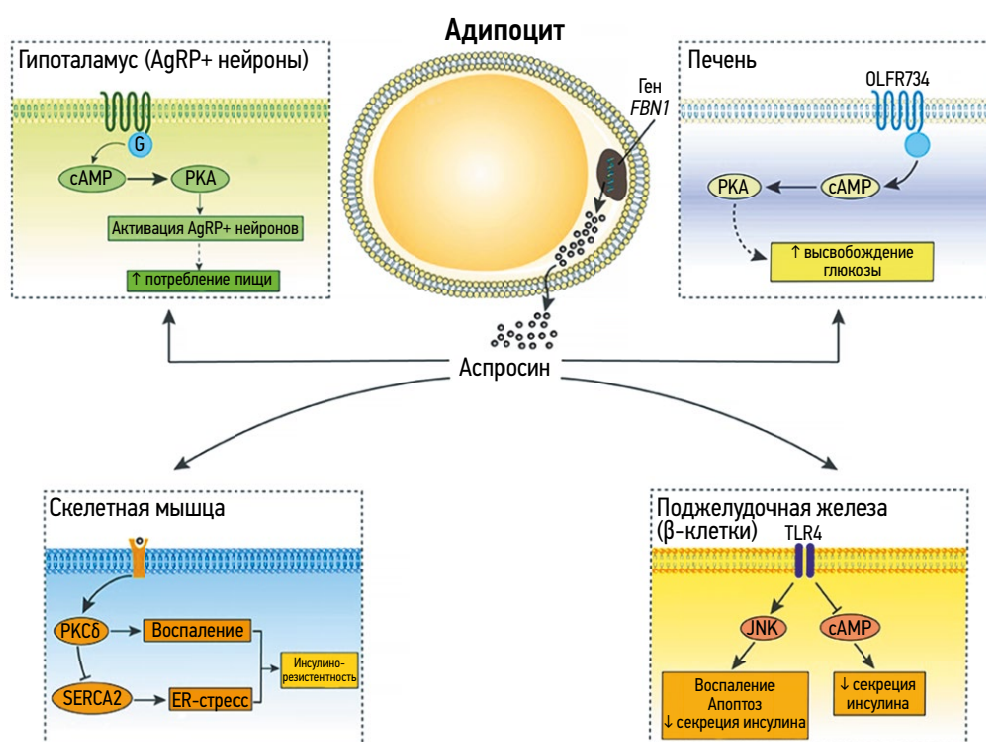 Адипоцит
Гипоталамус (AgRP+ нейроны)
G
cAMP
PKA
Активация AgRP+ нейронов
↑ потребление пищи
Ген
FBN1
Печень
OLFR734
PKA
cAMP
↑ высвобождение
глюкозы
Аспросин
Скелетная мышца
PKCδ
Воспаление
SERCA2
ER-стресс
Инсулино-
резистентность
Поджелудочная железа
(β-клетки)
TLR4
JNK
cAMP
Воспаление
Апоптоз
↓ секреция инсулина
↓ секреция
инсулина